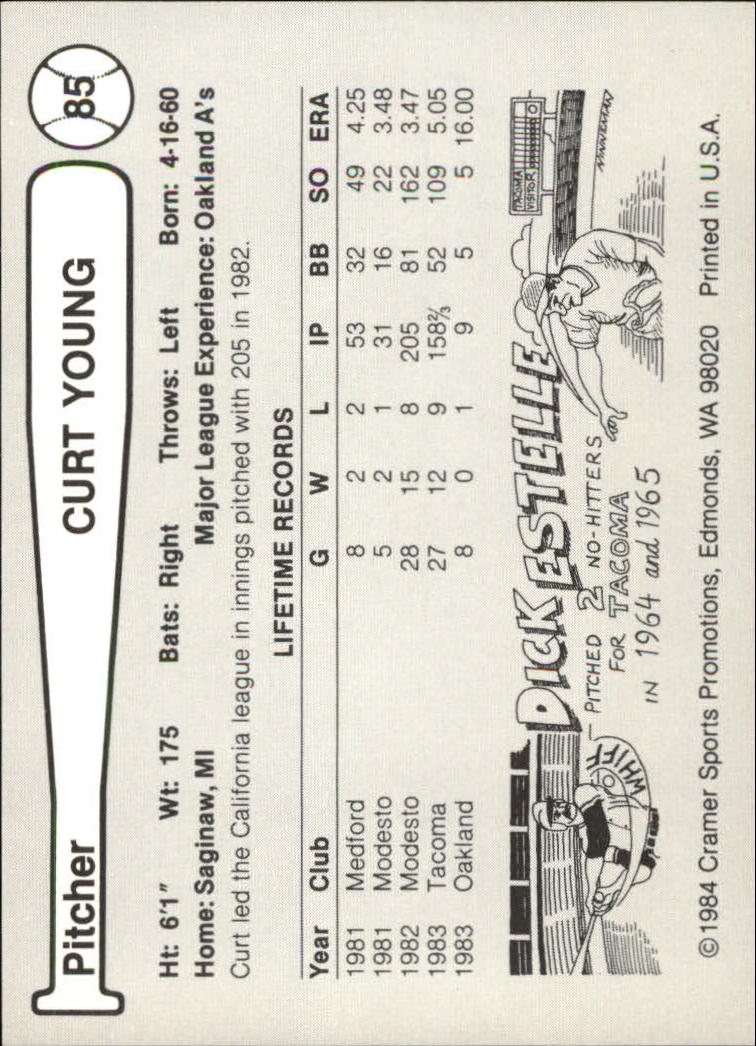 Pitcher CURT YOUNG 85
Ht: 6'1" Wt: 175 Bats: Right Throws: Left Born: 4-16-60
Home: Saginaw, MI Major League Experience: Oakland A's
Curt led the California league in innings pitched with 205 in 1982.
LIFETIME RECORDS
Year Club G W L IP BB SO ERA
1981 Medford 8 2 2 53 32 49 4.25
1981 Modesto 5 2 1 31 16 22 3.48
1982 Modesto 28 15 8 205 81 162 3.47
1983 Tacoma 27 12 9 158⅔ 52 109 5.05
1983 Oakland 8 0 1 9 5 5 16.00
DICK ESTELLE
PITCHED 2 NO-HITTERS
FOR TACOMA
IN 1964 and 1965
WHIFF
TACOMA
VISITOR
©1984 Cramer Sports Promotions, Edmonds, WA 98020 Printed in U.S.A.